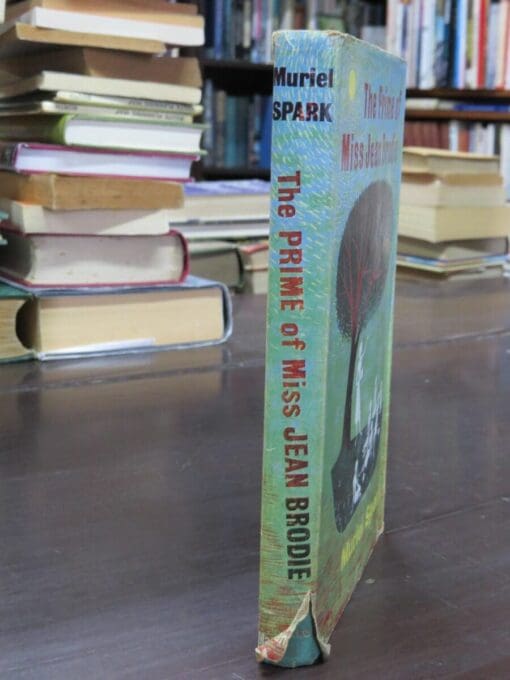 Muriel
SPARK
The PRIME of Miss JEAN BRODIE
The Prime of
Miss Jean Brodie